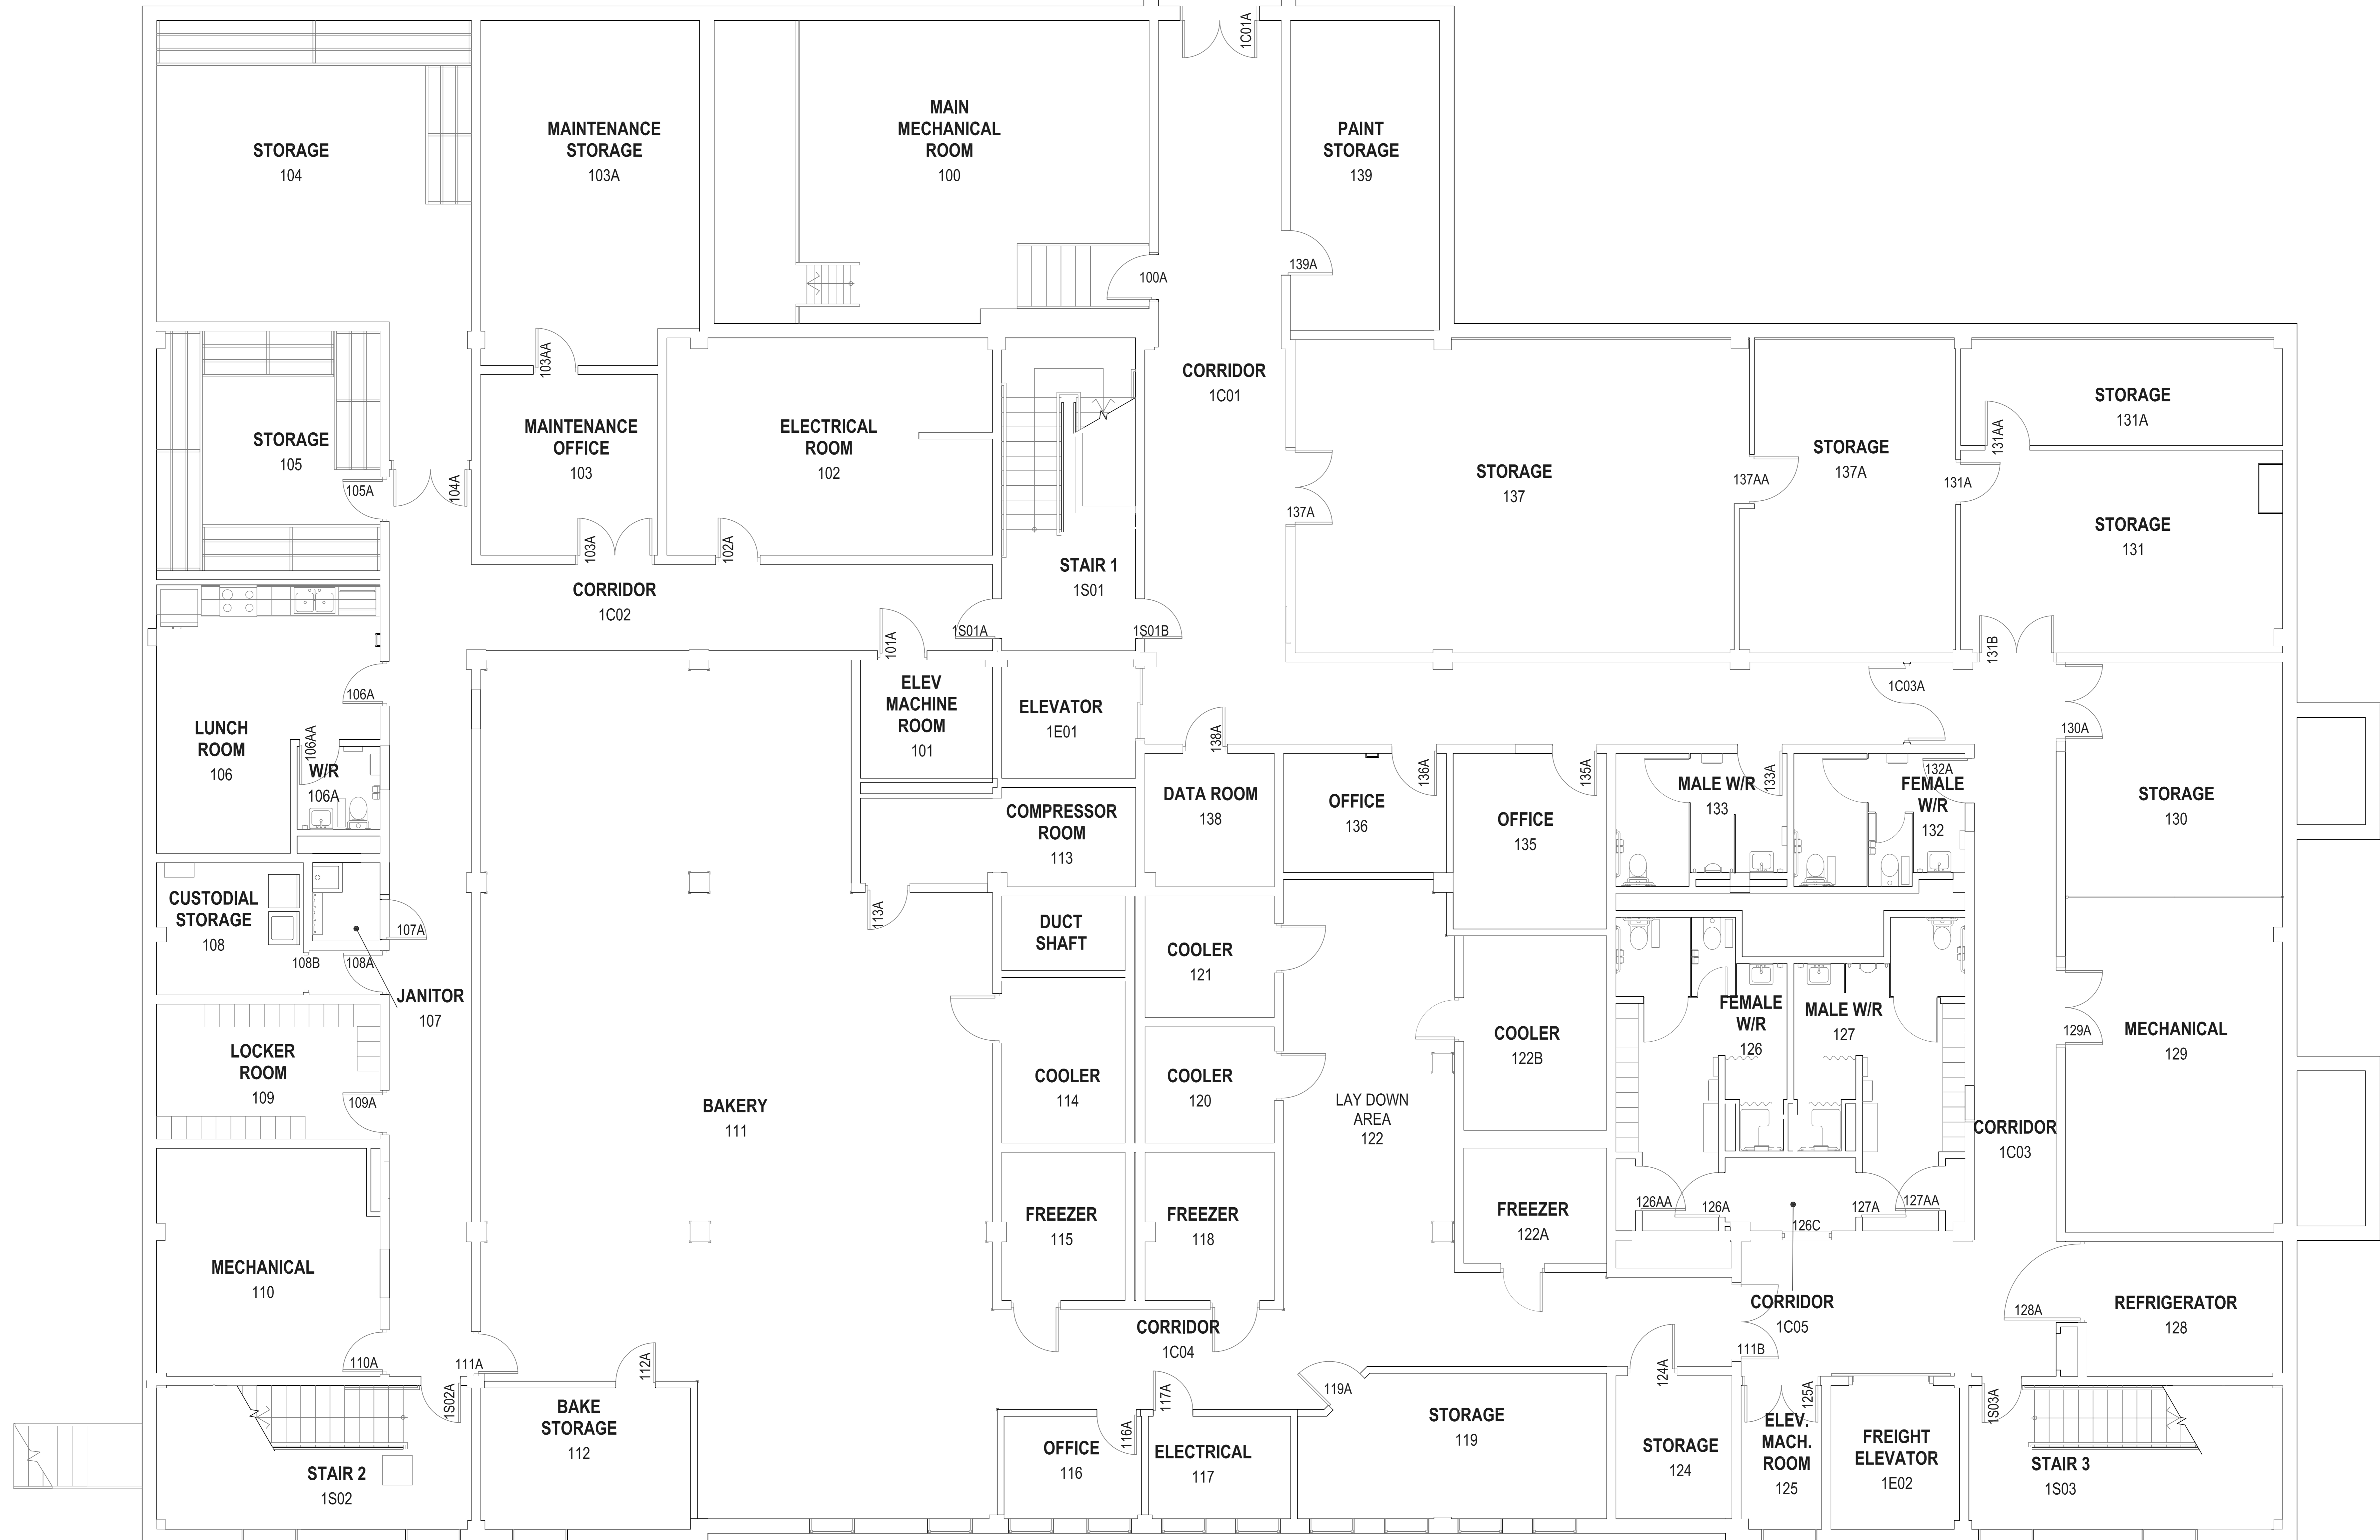 1C01A
STORAGE
104
MAINTENANCE
STORAGE
103A
MAIN
MECHANICAL
ROOM
100
PAINT
STORAGE
139
100A
139A
103AA
CORRIDOR
1C01
STORAGE
105
105A
104A
MAINTENANCE
OFFICE
103
ELECTRICAL
ROOM
102
103A
102A
STORAGE
137
137A
137AA
STORAGE
137A
STORAGE
131A
131AA
131A
STORAGE
131
131B
CORRIDOR
1C02
STAIR 1
1S01
1S01A
1S01B
101A
ELEV
MACHINE
ROOM
101
ELEVATOR
1E01
1C03A
130A
106A
LUNCH
ROOM
106
106AA
W/R
106A
138A
DATA ROOM
138
136A
OFFICE
136
135A
OFFICE
135
133A
MALE W/R
133
132A
FEMALE
W/R
132
STORAGE
130
COMPRESSOR
ROOM
113
113A
CUSTODIAL
STORAGE
108
108B
108A
107A
JANITOR
107
DUCT
SHAFT
COOLER
121
COOLER
114
COOLER
120
LAY DOWN
AREA
122
COOLER
122B
FEMALE
W/R
126
MALE W/R
127
129A
MECHANICAL
129
LOCKER
ROOM
109
109A
BAKERY
111
CORRIDOR
1C03
FREEZER
115
FREEZER
118
FREEZER
122A
126AA
126A
127A
127AA
126C
MECHANICAL
110
110A
111A
1S02A
112A
CORRIDOR
1C04
CORRIDOR
1C05
111B
128A
REFRIGERATOR
128
STAIR 2
1S02
BAKE
STORAGE
112
OFFICE
116
116A
117A
ELECTRICAL
117
119A
STORAGE
119
124A
STORAGE
124
125A
ELEV.
MACH.
ROOM
125
FREIGHT
ELEVATOR
1E02
1S03A
STAIR 3
1S03